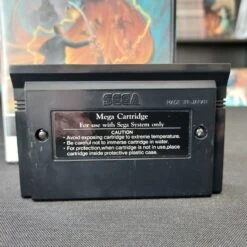 SEGA
MADE IN JAPAN
Mega Cartridge
For use with Sega System only
CAUTION
• Avoid exposing cartridge to extreme temperature.
• Be careful not to immerse cartridge in water.
• For protection, when cartridge is not in use, place
cartridge inside protective plastic case.